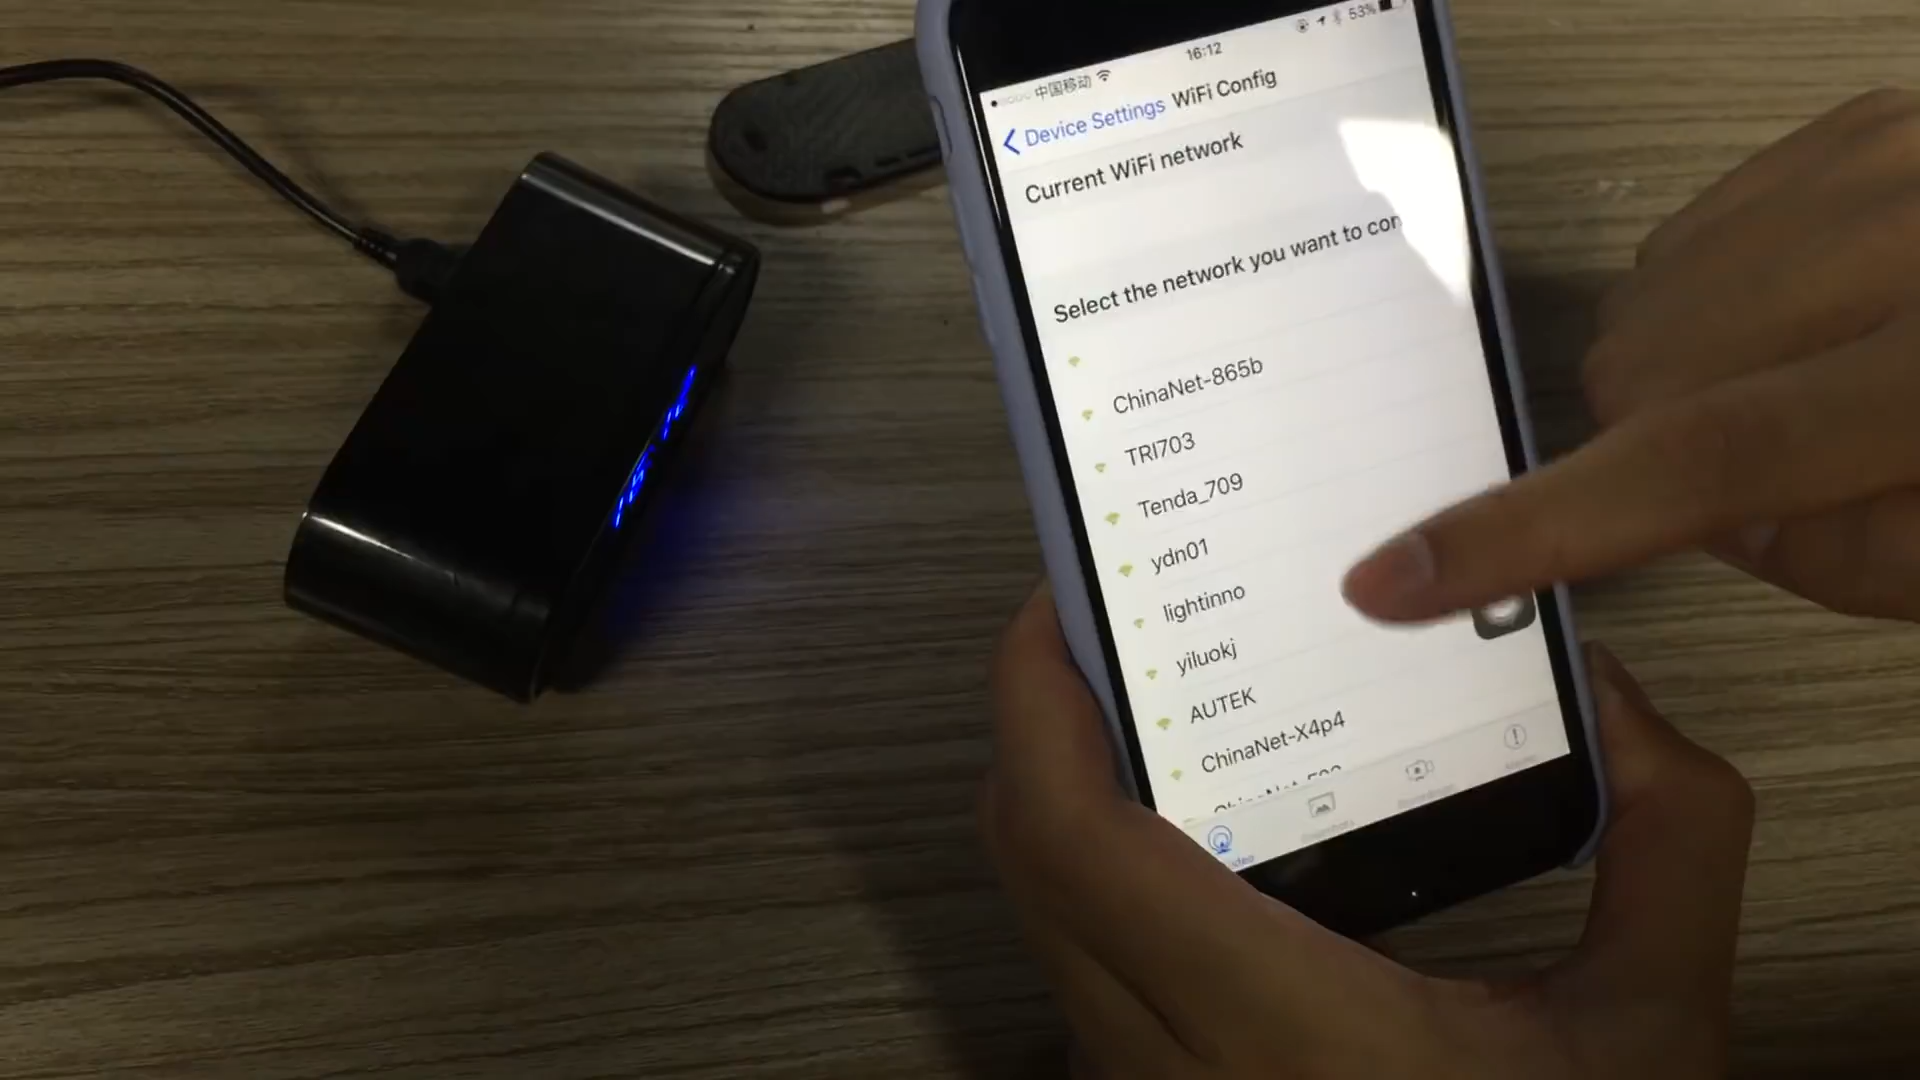 中国移动
16:12
53%
Device Settings WiFi Config
Current WiFi network
Select the network you want to con
ChinaNet-865b
TRI703
Tenda_709
ydn01
lightinno
yiluokj
AUTEK
ChinaNet-X4p4